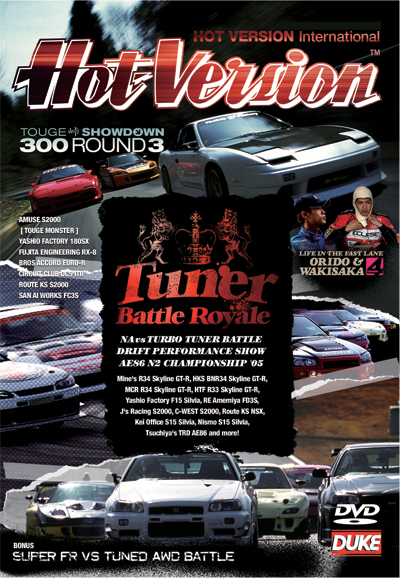 HOT VERSION International
Hot-Version
TM
TOUGE SHOWDOWN
300 ROUND 3
AMUSE S2000
[ TOUGE MONSTER ]
YASHIO FACTORY 180SX
FUJITA ENGINEERING RX-8
BROS ACCORD EURO-R
CIRCUIT CLUB DC5 ITR
ROUTE KS S2000
SAN AI WORKS FC3S
LIFE IN THE FAST LANE
ORIDO &
WAKISAKA
Tuner
Battle Royale
NA vs TURBO TUNER BATTLE
DRIFT PERFORMANCE SHOW
AE86 N2 CHAMPIONSHIP '05
Mine's R34 Skyline GT-R, HKS BNR34 Skyline GT-R,
MCR R34 Skyline GT-R, HTF R33 Skyline GT-R,
Yashio Factory F15 Silvia, RE Amemiya FD3S,
J's Racing S2000, C-WEST S2000, Route KS NSX,
Kei Office S15 Silvia, Nismo S15 Silvia,
Tsuchiya's TRD AE86 and more!
BONUS
SUPER FR VS TUNED AWD BATTLE
DVD
DUKE